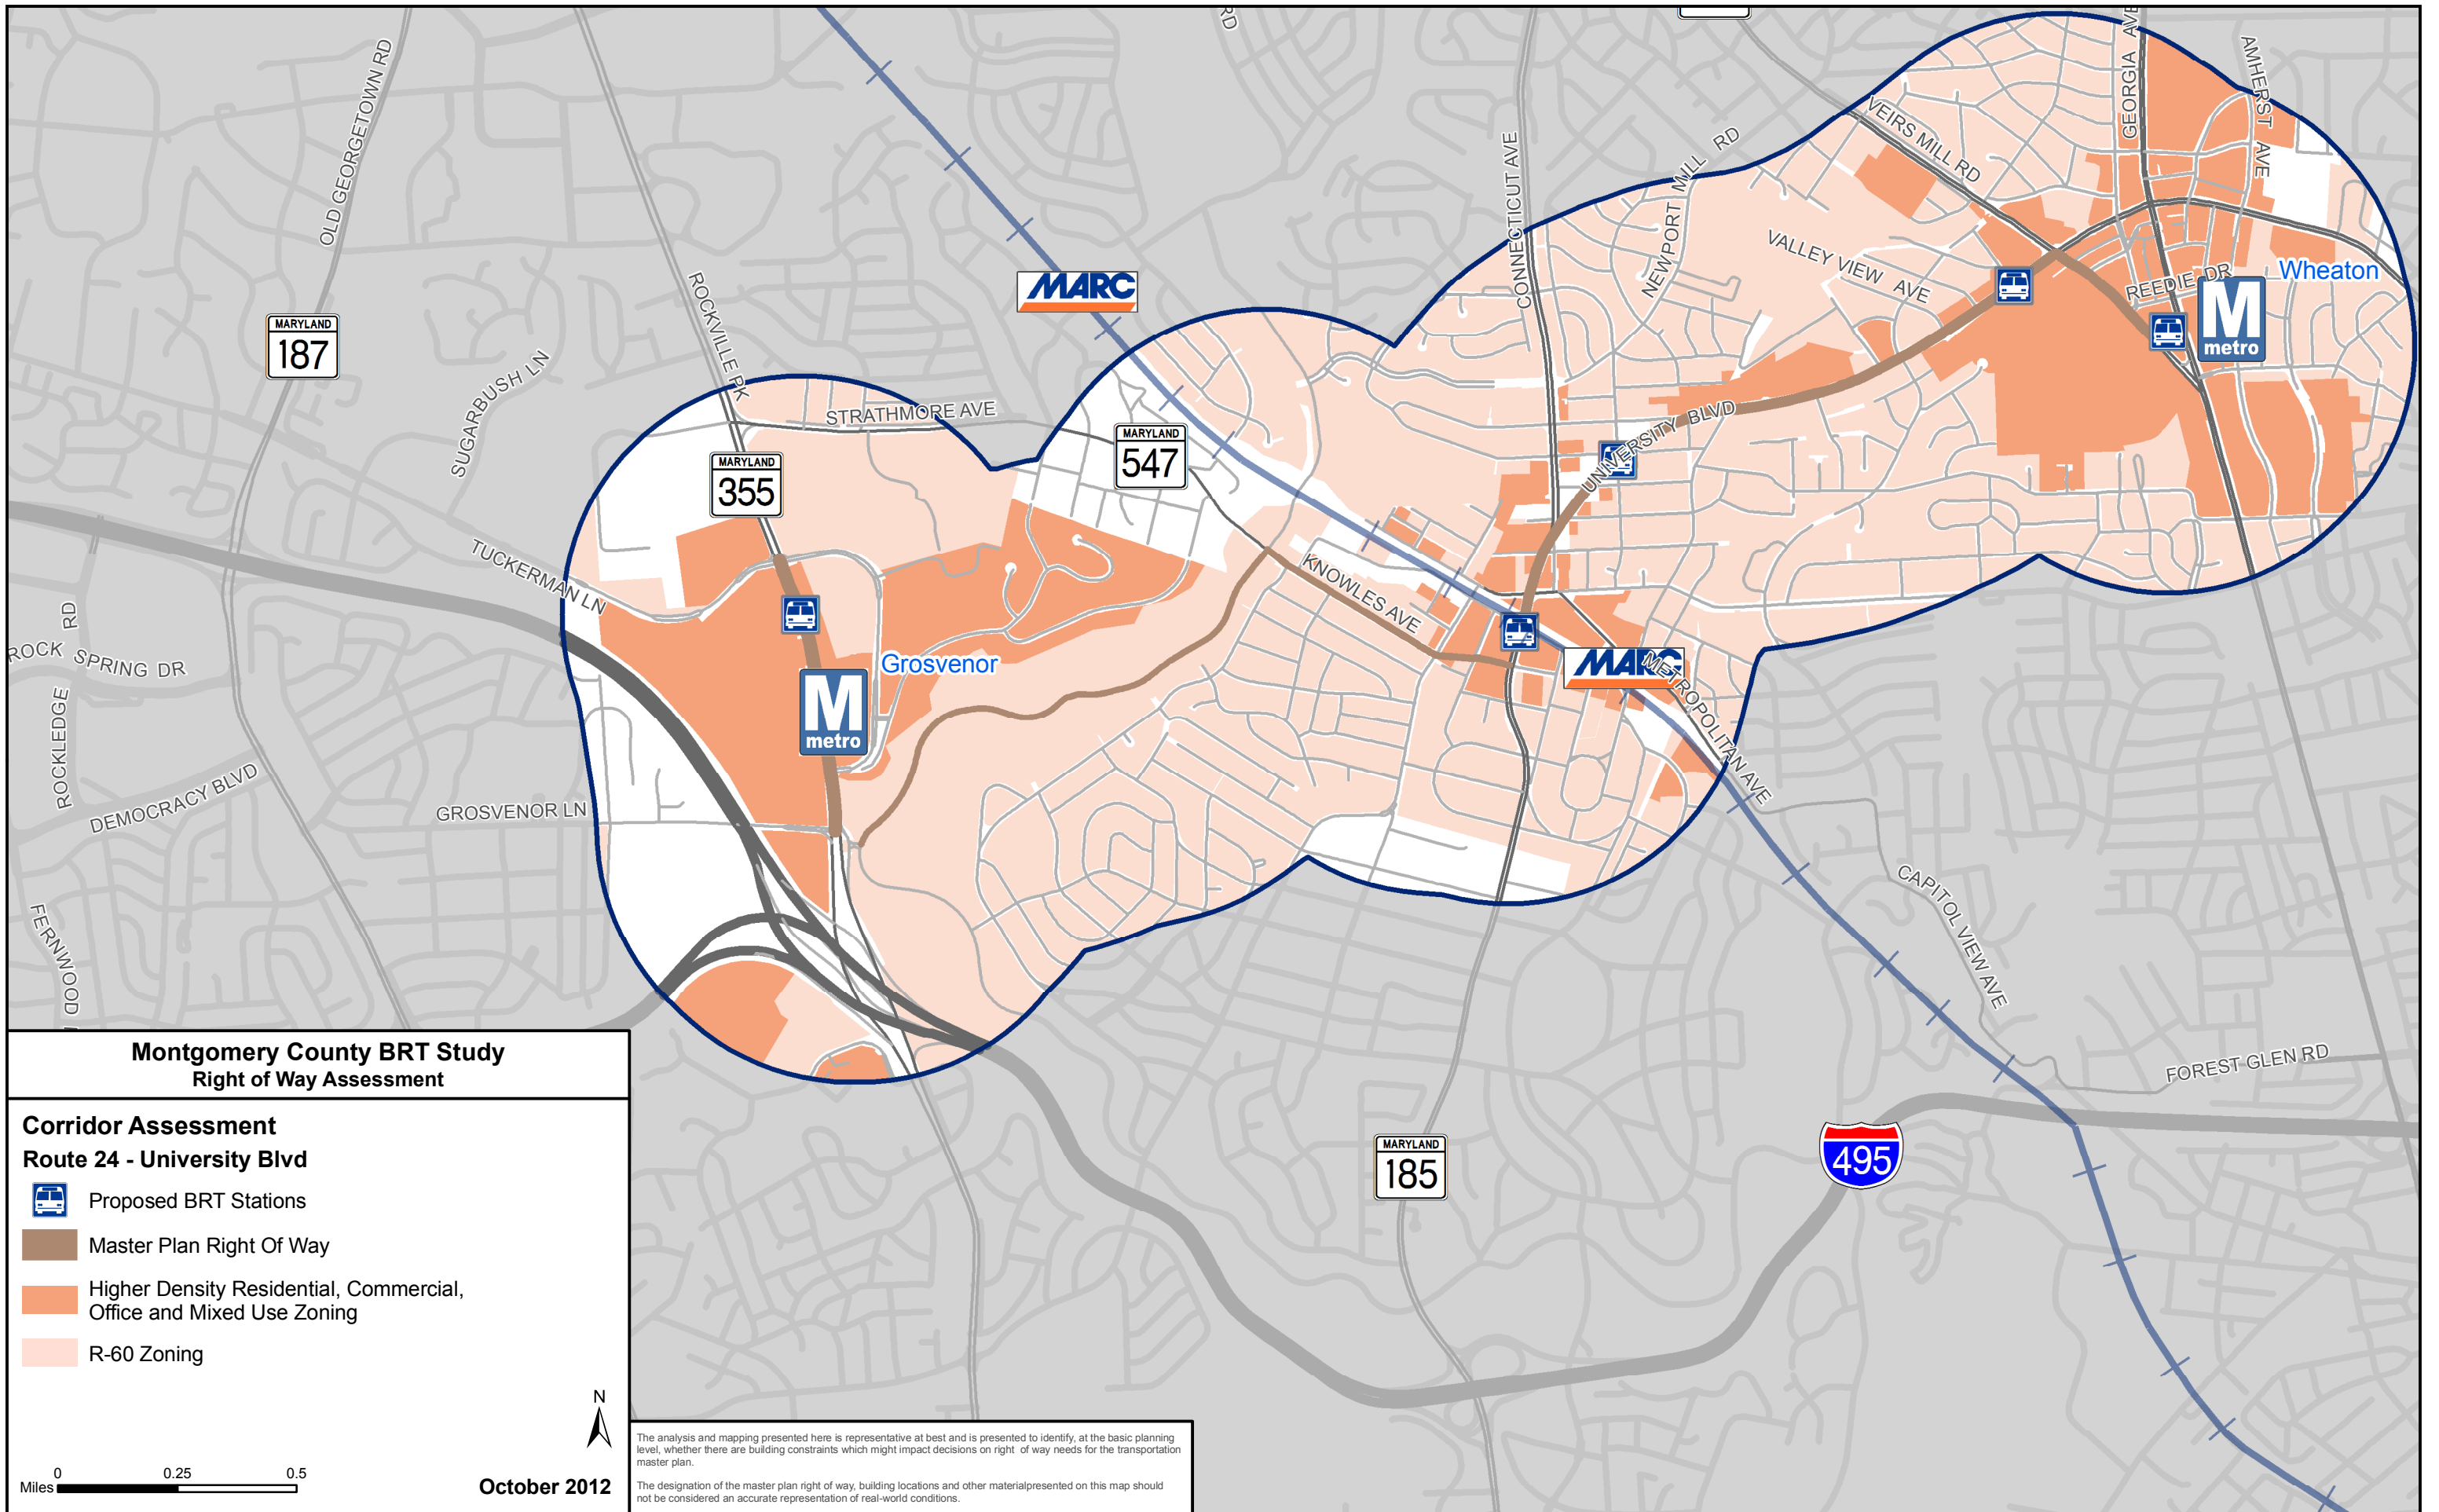 RD
GEORGIA AVE
AMHERST AVE
OLD GEORGETOWN RD
VEIRS MILL RD
CONNECTICUT AVE
NEWPORT MILL RD
VALLEY VIEW AVE
REEDIE DR
Wheaton
M
metro
MARC
ROCKVILLE PK
MARYLAND
187
SUGARBUSH LN
STRATHMORE AVE
MARYLAND
547
MARYLAND
355
UNIVERSITY BLVD
TUCKERMAN LN
KNOWLES AVE
ROCK SPRING DR
RD
ROCKLEDGE
Grosvenor
M
metro
MARC
METROPOLITAN AVE
DEMOCRACY BLVD
GROSVENOR LN
CAPITOL VIEW AVE
FERNWOOD
FOREST GLEN RD
MARYLAND
185
495
Montgomery County BRT Study
Right of Way Assessment
Corridor Assessment
Route 24 - University Blvd
Proposed BRT Stations
Master Plan Right Of Way
Higher Density Residential, Commercial,
Office and Mixed Use Zoning
R-60 Zoning
N
0 0.25 0.5
Miles
October 2012
The analysis and mapping presented here is representative at best and is presented to identify, at the basic planning
level, whether there are building constraints which might impact decisions on right of way needs for the transportation
master plan.
The designation of the master plan right of way, building locations and other materialpresented on this map should
not be considered an accurate representation of real-world conditions.